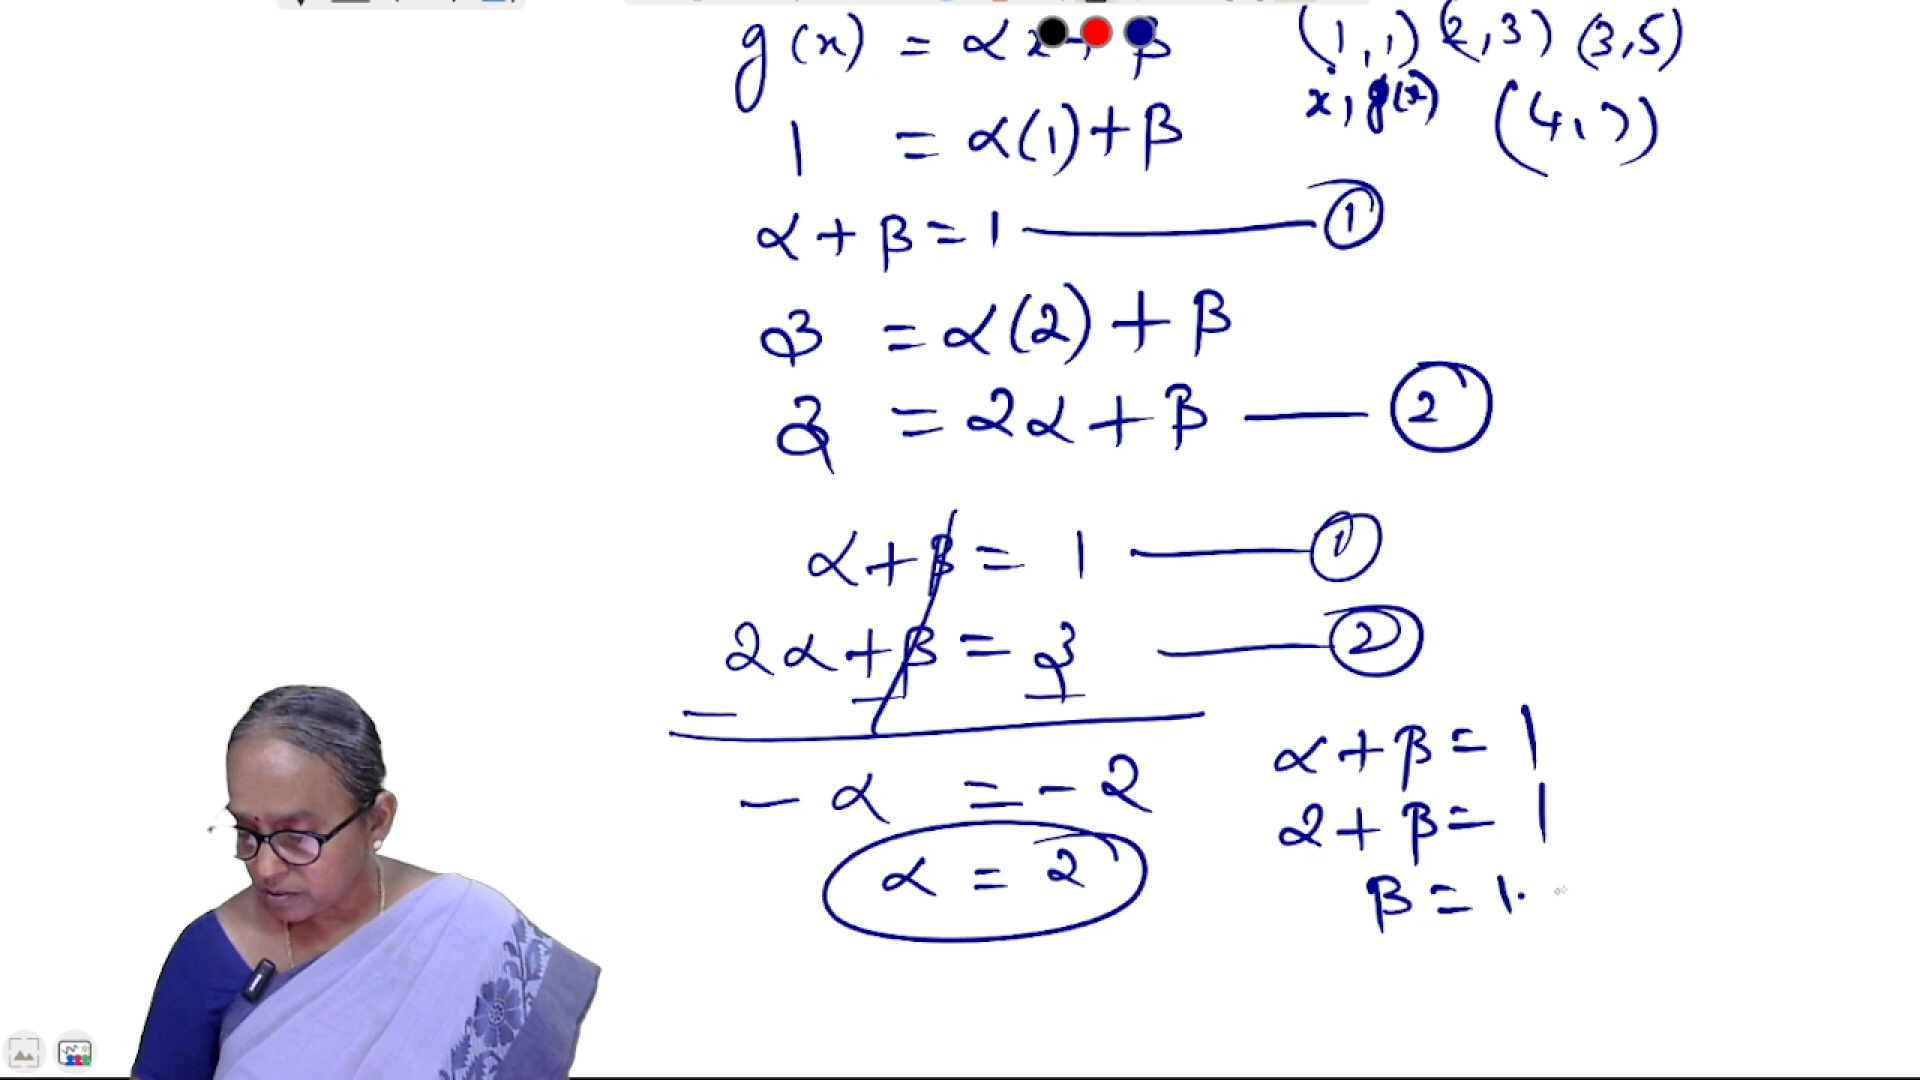 g(x) = αx + β
(1,1) (2,3) (3,5)
x, g(x) (4,7)
1 = α(1) + β
α + β = 1 —— ①
3 = α(2) + β
3 = 2α + β —— ②
α + β = 1 —— ①
2α + β = 3 —— ②
− − −
− α = − 2
α = 2
α + β = 1
2 + β = 1
β = 1.